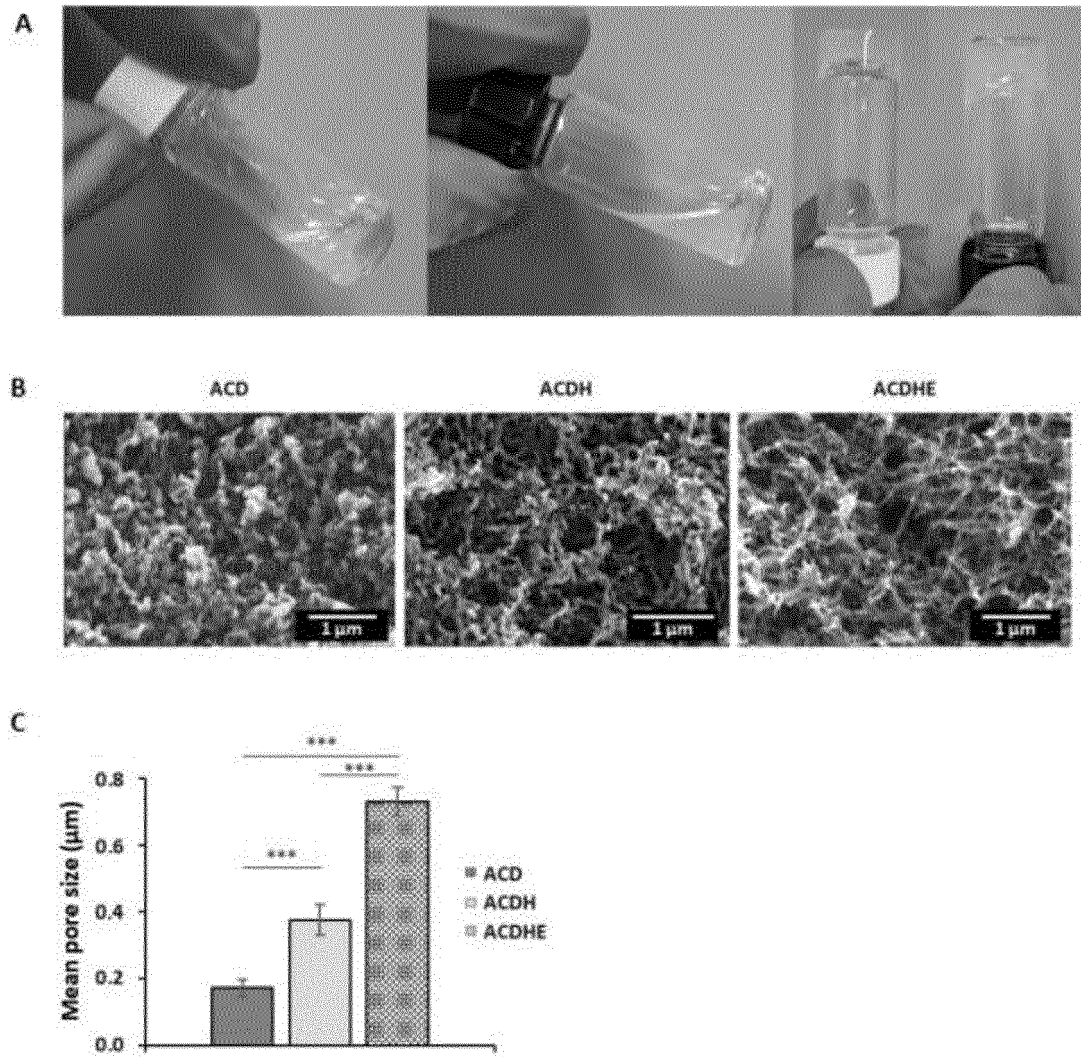 A
B
ACD ACDH ACDHE
1 µm 1 µm 1 µm
C
Mean pore size (µm)
0.8
0.6
0.4
0.2
0.0
***
***
***
ACD
ACDH
ACDHE